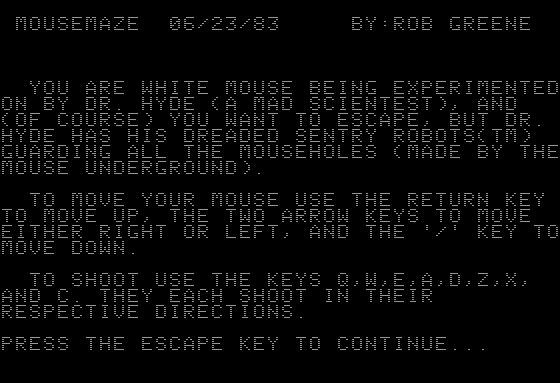 MOUSEMAZE  06/23/83     BY:ROB GREENE
YOU ARE WHITE MOUSE BEING EXPERIMENTED
ON BY DR. HYDE (A MAD SCIENTEST), AND
(OF COURSE) YOU WANT TO ESCAPE, BUT DR.
HYDE HAS HIS DREADED SENTRY ROBOTS(TM)
GUARDING ALL THE MOUSEHOLES (MADE BY THE
MOUSE UNDERGROUND).
TO MOVE YOUR MOUSE USE THE RETURN KEY
TO MOVE UP, THE TWO ARROW KEYS TO MOVE
EITHER RIGHT OR LEFT, AND THE '/' KEY TO
MOVE DOWN.
TO SHOOT USE THE KEYS Q,W,E,A,D,Z,X,
AND C. THEY EACH SHOOT IN THEIR
RESPECTIVE DIRECTIONS.
PRESS THE ESCAPE KEY TO CONTINUE...